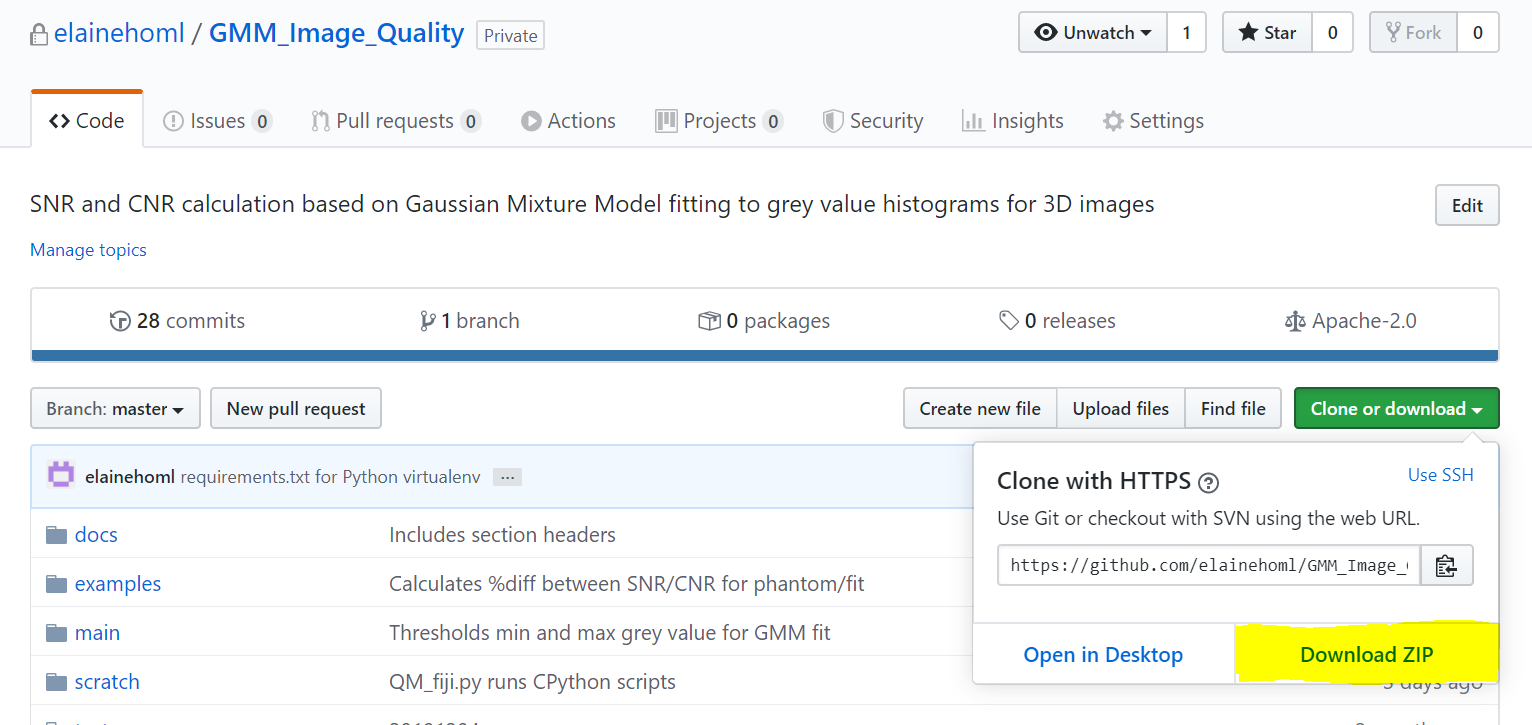 elainehoml / GMM_Image_Quality Private Unwatch 1 Star 0 Fork 0
Code Issues 0 Pull requests 0 Actions Projects 0 Security Insights Settings
SNR and CNR calculation based on Gaussian Mixture Model fitting to grey value histograms for 3D images Edit
Manage topics
28 commits 1 branch 0 packages 0 releases Apache-2.0
Branch: master New pull request Create new file Upload files Find file Clone or download
elainehoml requirements.txt for Python virtualenv ...
Clone with HTTPS ? Use SSH
Use Git or checkout with SVN using the web URL.
https://github.com/elainehoml/GMM_Image_
Open in Desktop Download ZIP
docs Includes section headers
examples Calculates %diff between SNR/CNR for phantom/fit
main Thresholds min and max grey value for GMM fit
scratch QM_fiji.py runs CPython scripts days ago